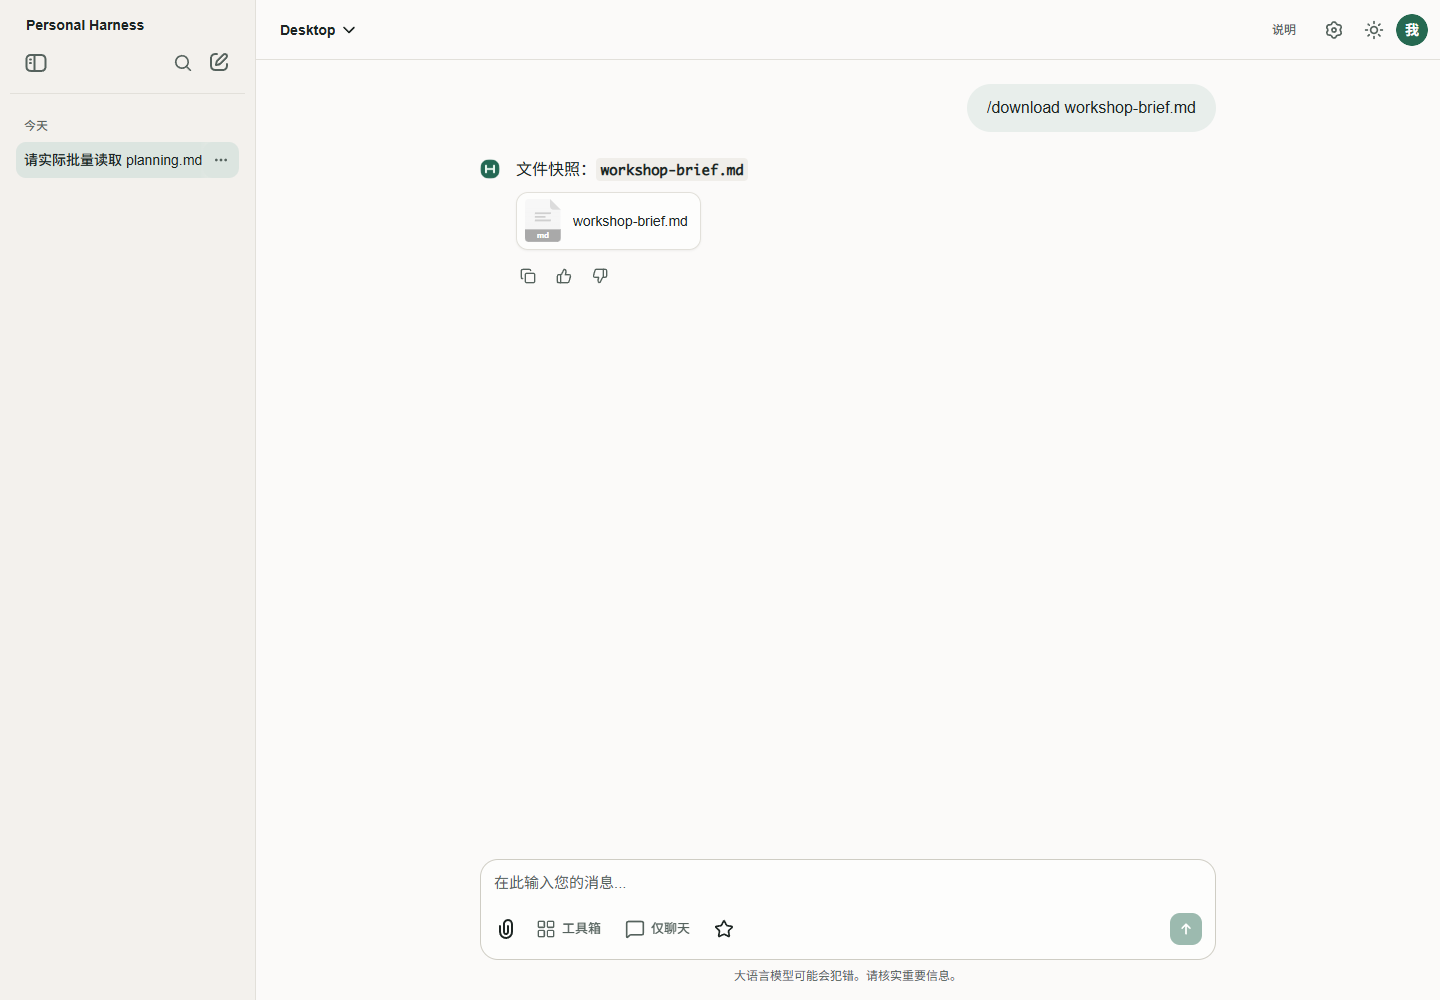 Personal Harness
今天
请实际批量读取 planning.md
Desktop
说明
我
/download workshop-brief.md
H
文件快照：workshop-brief.md
md
workshop-brief.md
在此输入您的消息...
工具箱
仅聊天
大语言模型可能会犯错。请核实重要信息。